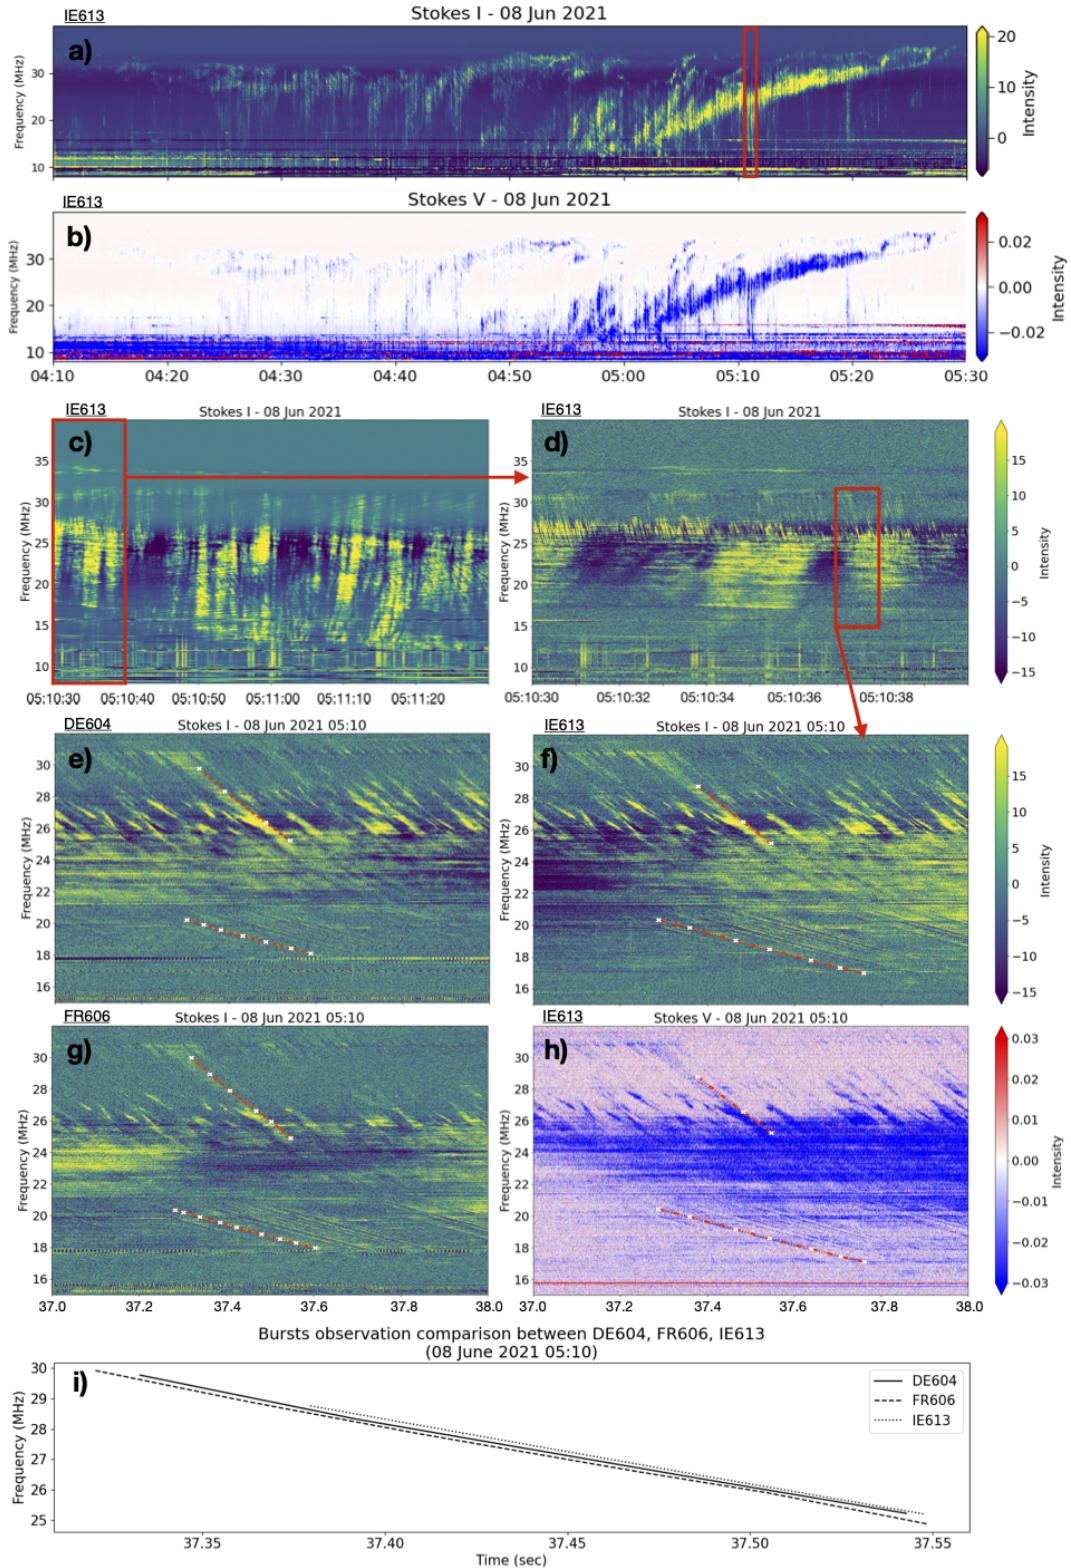 IE613
Stokes I - 08 Jun 2021
a)
Frequency (MHz)
30
20
10
20
10
0
Intensity
IE613
Stokes V - 08 Jun 2021
b)
Frequency (MHz)
30
20
10
0.02
0.00
−0.02
Intensity
04:10 04:20 04:30 04:40 04:50 05:00 05:10 05:20 05:30
IE613
Stokes I - 08 Jun 2021
c)
Frequency (MHz)
35
30
25
20
15
10
05:10:30 05:10:40 05:10:50 05:11:00 05:11:10 05:11:20
IE613
Stokes I - 08 Jun 2021
d)
Frequency (MHz)
35
30
25
20
15
10
05:10:30 05:10:32 05:10:34 05:10:36 05:10:38
15
10
5
0
−5
−10
−15
Intensity
DE604
Stokes I - 08 Jun 2021 05:10
e)
Frequency (MHz)
30
28
26
24
22
20
18
16
IE613
Stokes I - 08 Jun 2021 05:10
f)
Frequency (MHz)
30
28
26
24
22
20
18
16
15
10
5
0
−5
−10
−15
Intensity
FR606
Stokes I - 08 Jun 2021 05:10
g)
Frequency (MHz)
30
28
26
24
22
20
18
16
37.0 37.2 37.4 37.6 37.8 38.0
IE613
Stokes V - 08 Jun 2021 05:10
h)
Frequency (MHz)
30
28
26
24
22
20
18
16
37.0 37.2 37.4 37.6 37.8 38.0
0.03
0.02
0.01
0.00
−0.01
−0.02
−0.03
Intensity
Bursts observation comparison between DE604, FR606, IE613
(08 June 2021 05:10)
i)
Frequency (MHz)
30
29
28
27
26
25
DE604
FR606
IE613
37.35 37.40 37.45 37.50 37.55
Time (sec)